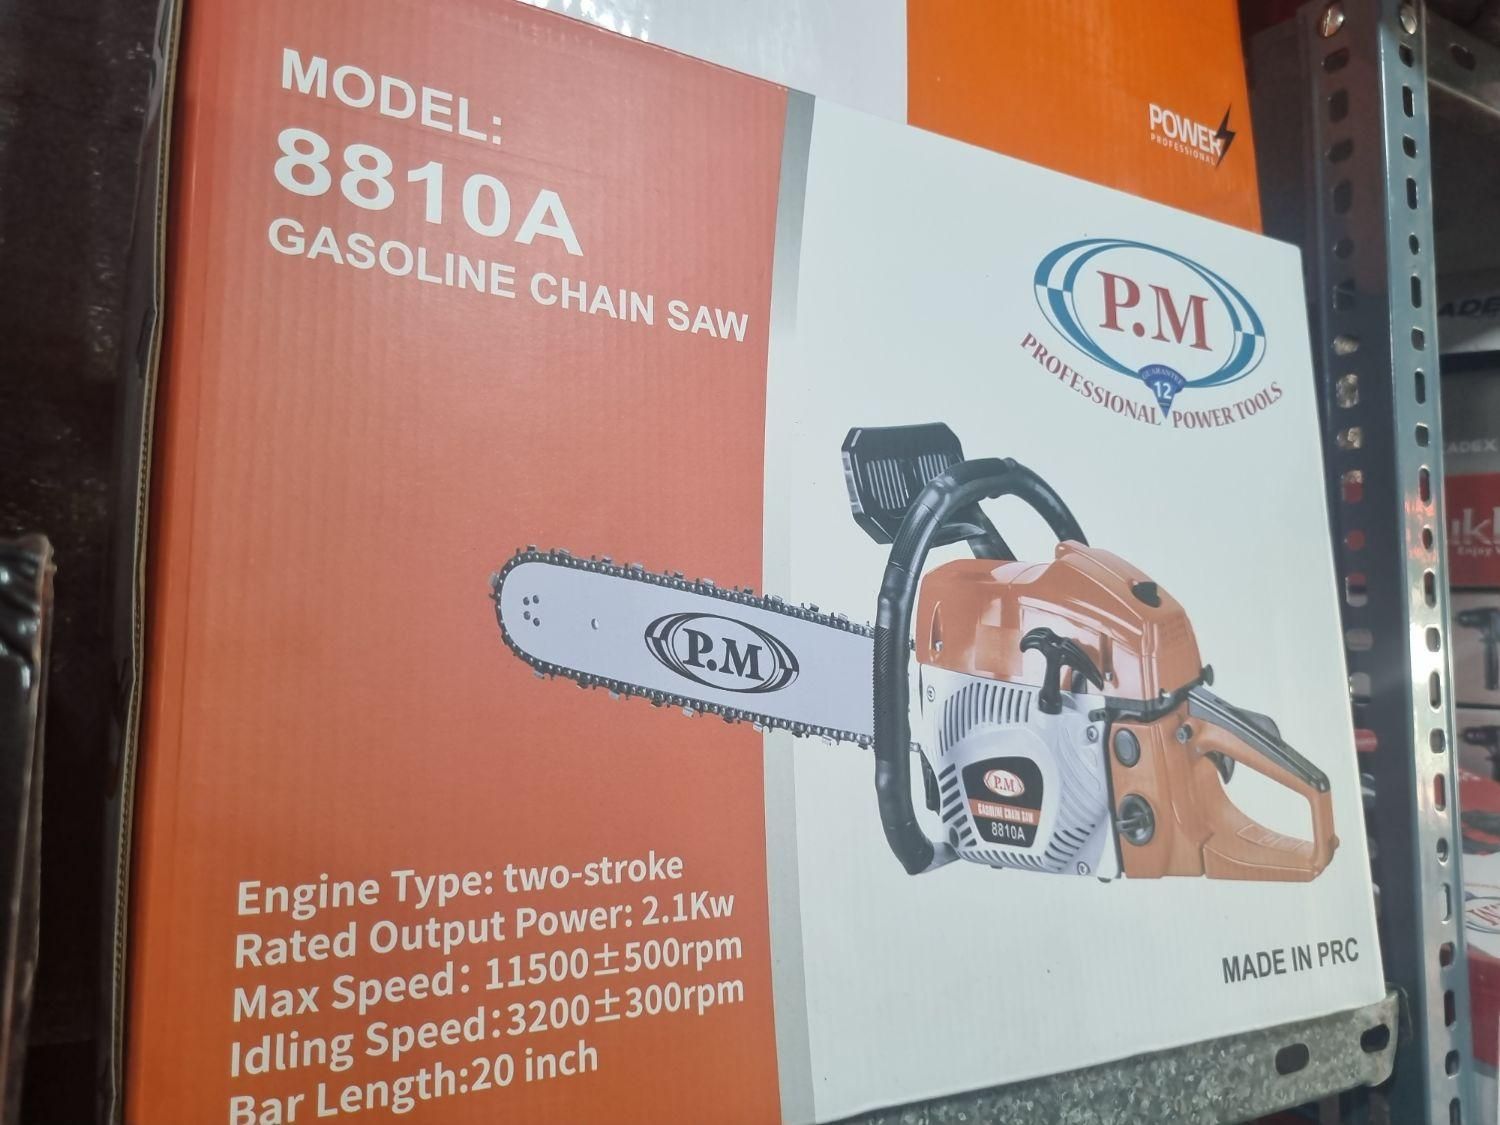 MODEL:
8810A
GASOLINE CHAIN SAW
POWER
PROFESSIONAL
P.M
GUARANTEE
12
PROFESSIONAL POWER TOOLS
P.M
P.M
GASOLINE CHAIN SAW
8810A
Engine Type: two-stroke
Rated Output Power: 2.1Kw
Max Speed: 11500±500rpm
Idling Speed:3200±300rpm
Bar Length:20 inch
MADE IN PRC
ADEX
Enjoy